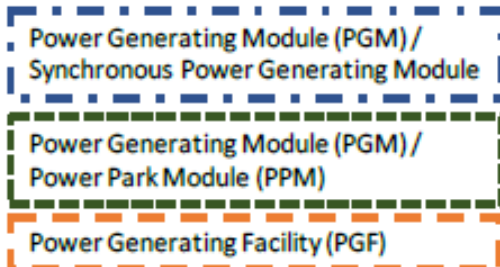 Power Generating Module (PGM) /
Synchronous Power Generating Module
Power Generating Module (PGM) /
Power Park Module (PPM)
Power Generating Facility (PGF)